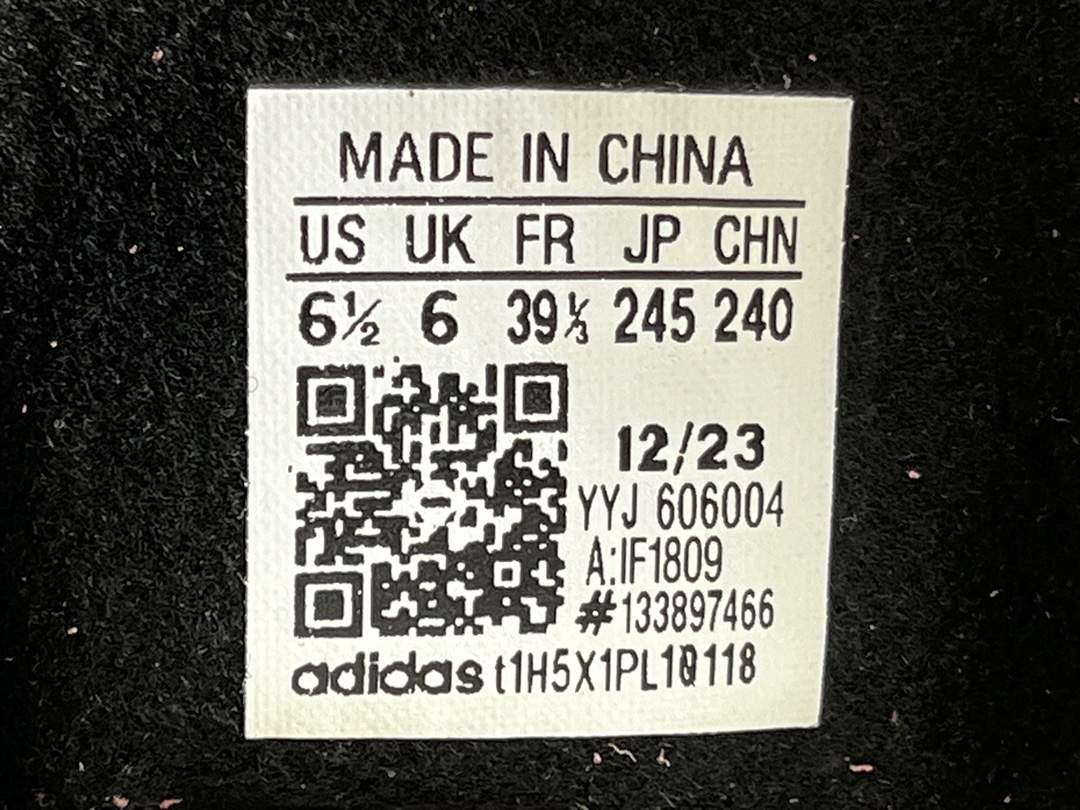 MADE IN CHINA
US UK FR JP CHN
6½ 6 39⅓ 245 240
12/23
YYJ 606004
A:IF1809
#133897466
adidas